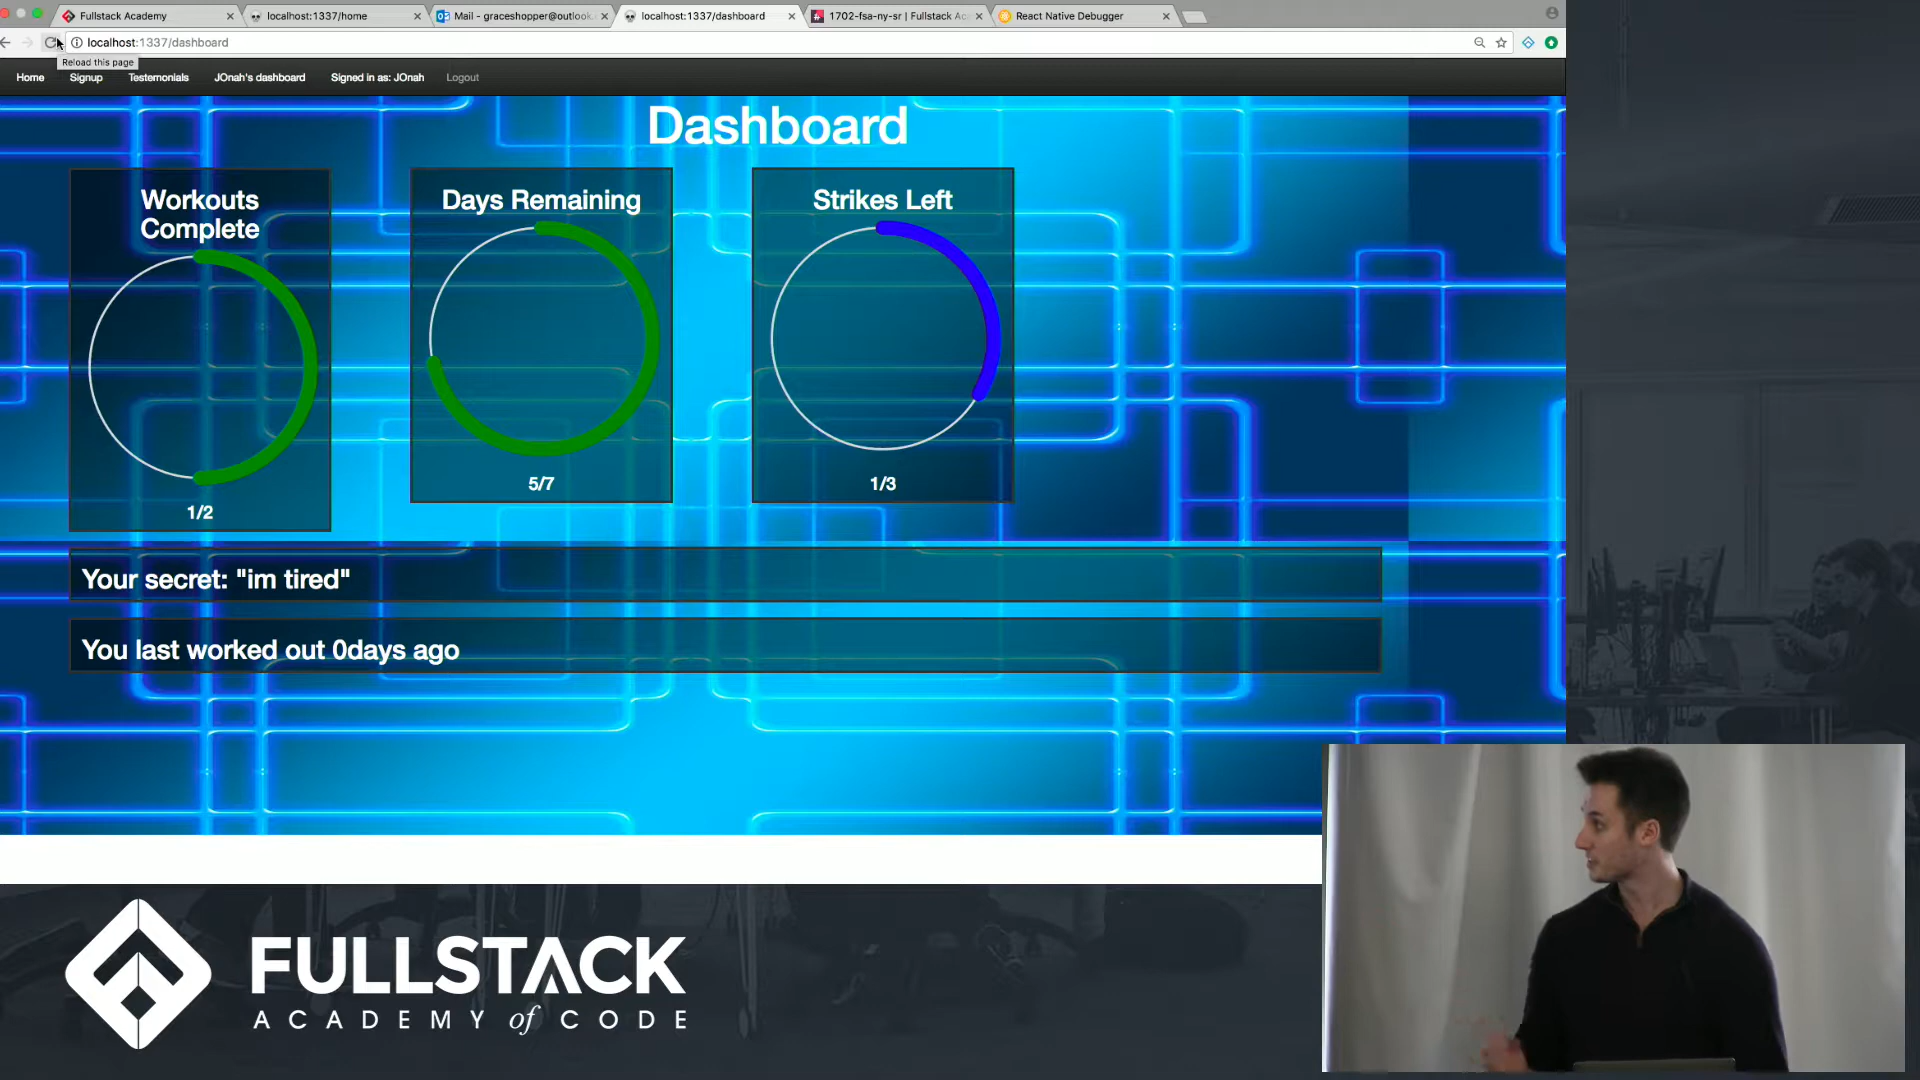 Fullstack Academy
localhost:1337/home
Mail - graceshopper@outlook.
localhost:1337/dashboard
1702-fsa-ny-sr | Fullstack Ac
React Native Debugger
localhost:1337/dashboard
Reload this page
Home
Signup
Testemonials
JOnah's dashboard
Signed in as: JOnah
Logout
Dashboard
Workouts
Complete
1/2
Days Remaining
5/7
Strikes Left
1/3
Your secret: "im tired"
You last worked out 0days ago
FULLSTACK
ACADEMY of CODE